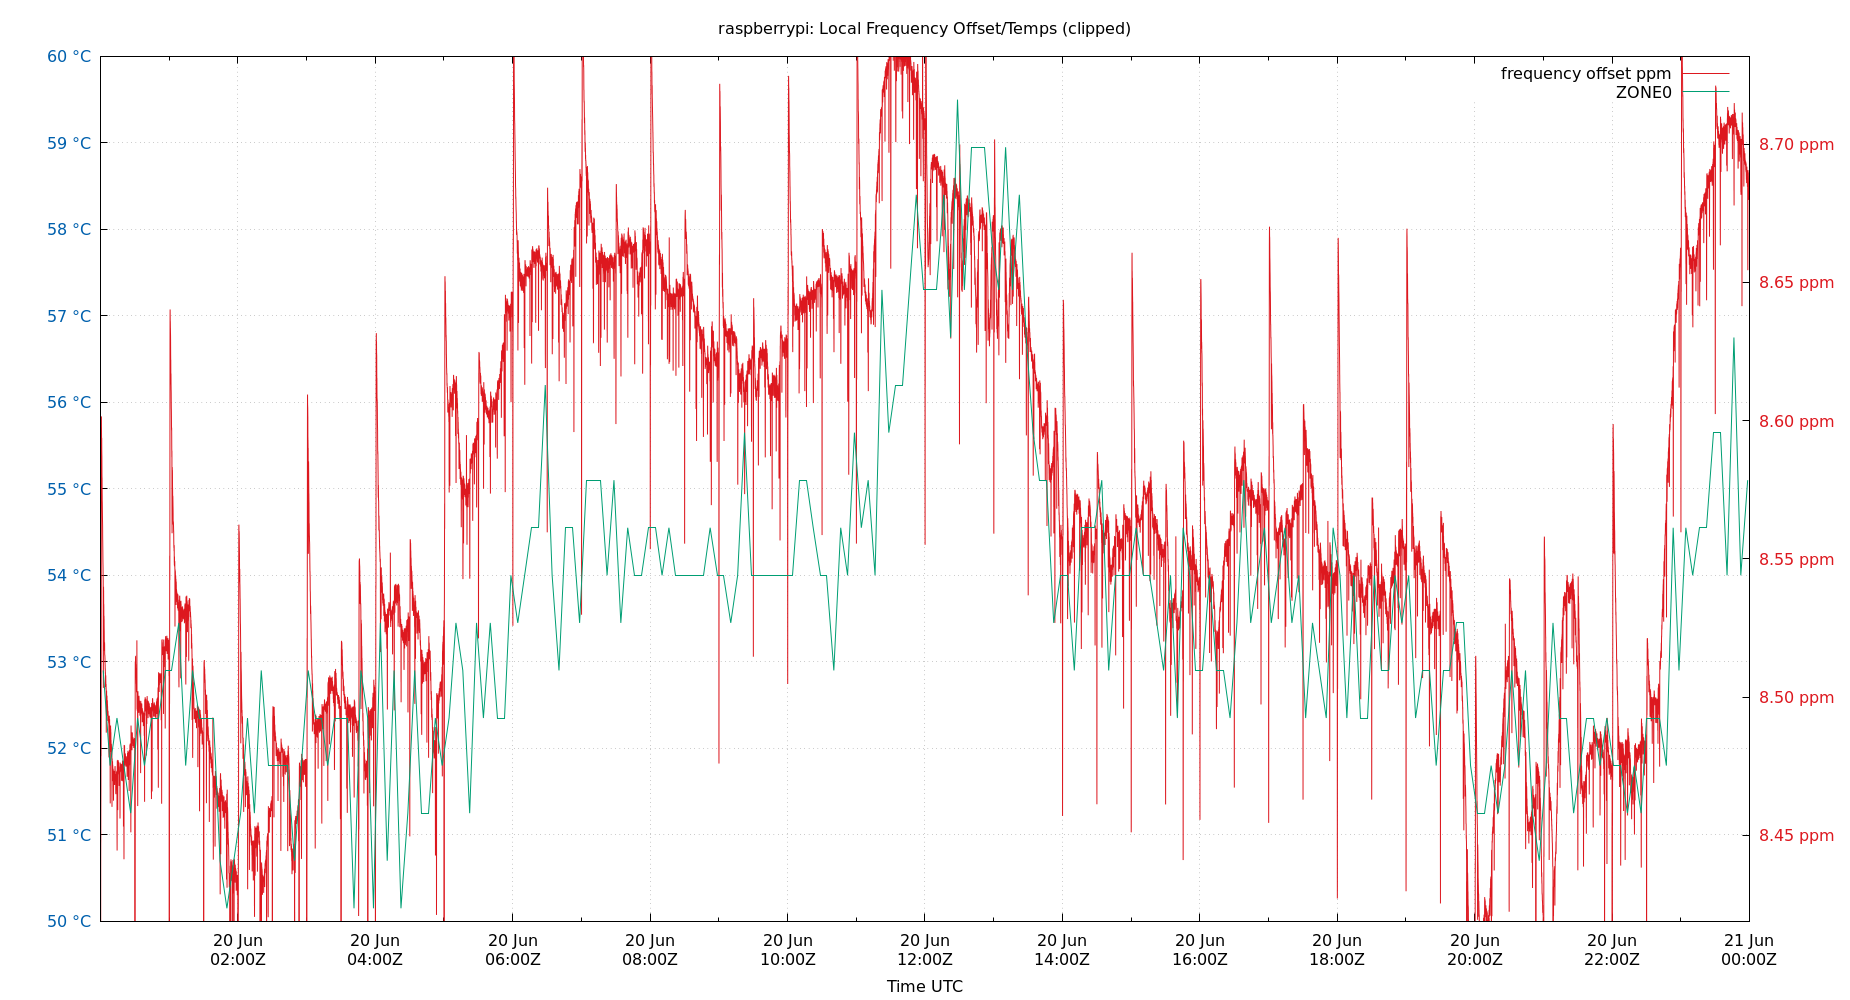 raspberrypi: Local Frequency Offset/Temps (clipped)
60 °C
59 °C
58 °C
57 °C
56 °C
55 °C
54 °C
53 °C
52 °C
51 °C
50 °C
frequency offset ppm
ZONE0
8.70 ppm
8.65 ppm
8.60 ppm
8.55 ppm
8.50 ppm
8.45 ppm
20 Jun 20 Jun 20 Jun 20 Jun 20 Jun 20 Jun 20 Jun 20 Jun 20 Jun 20 Jun 20 Jun 21 Jun
02:00Z 04:00Z 06:00Z 08:00Z 10:00Z 12:00Z 14:00Z 16:00Z 18:00Z 20:00Z 22:00Z 00:00Z
Time UTC